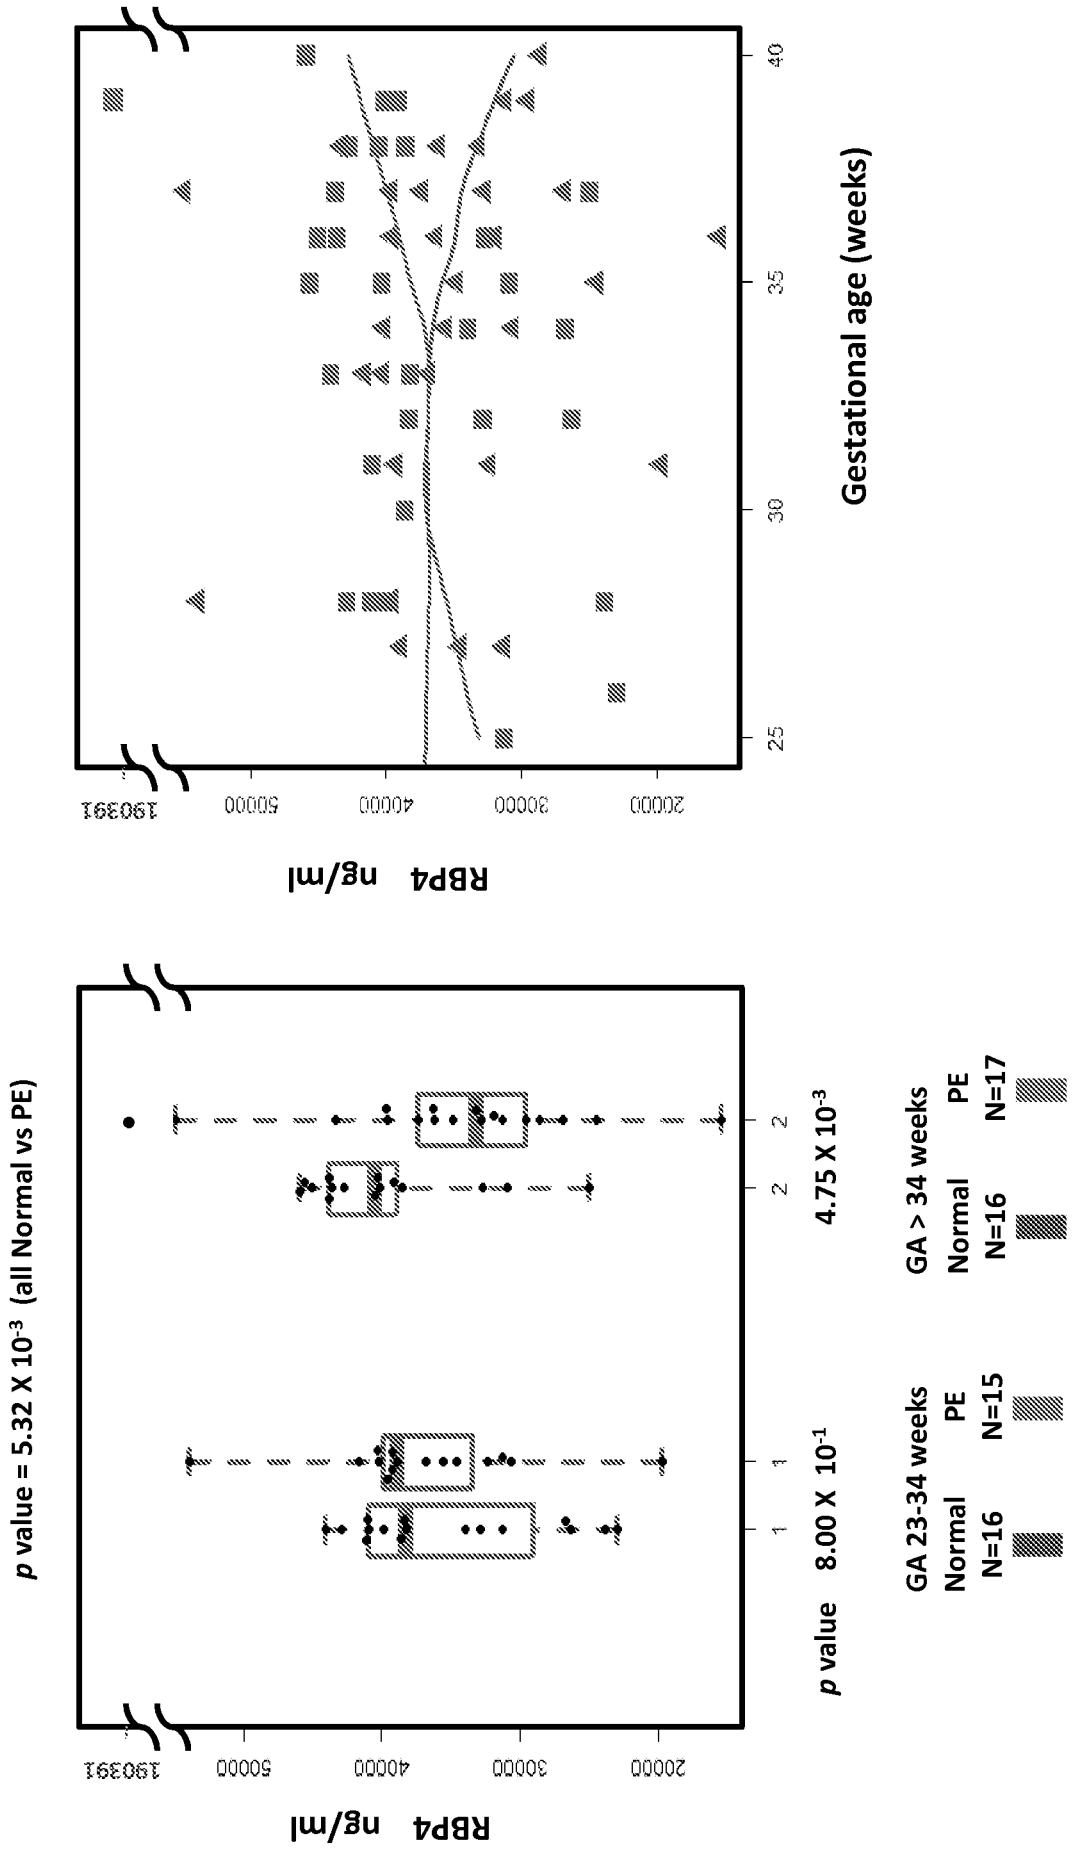 p value = 5.32 X 10-3 (all Normal vs PE)
RBP4 ng/ml
190391
50000
40000
30000
20000
1
1
2
2
p value 8.00 X 10-1
4.75 X 10-3
GA 23-34 weeks
Normal PE
N=16 N=15
GA > 34 weeks
Normal PE
N=16 N=17
RBP4 ng/ml
190391
50000
40000
30000
20000
25
30
35
40
Gestational age (weeks)